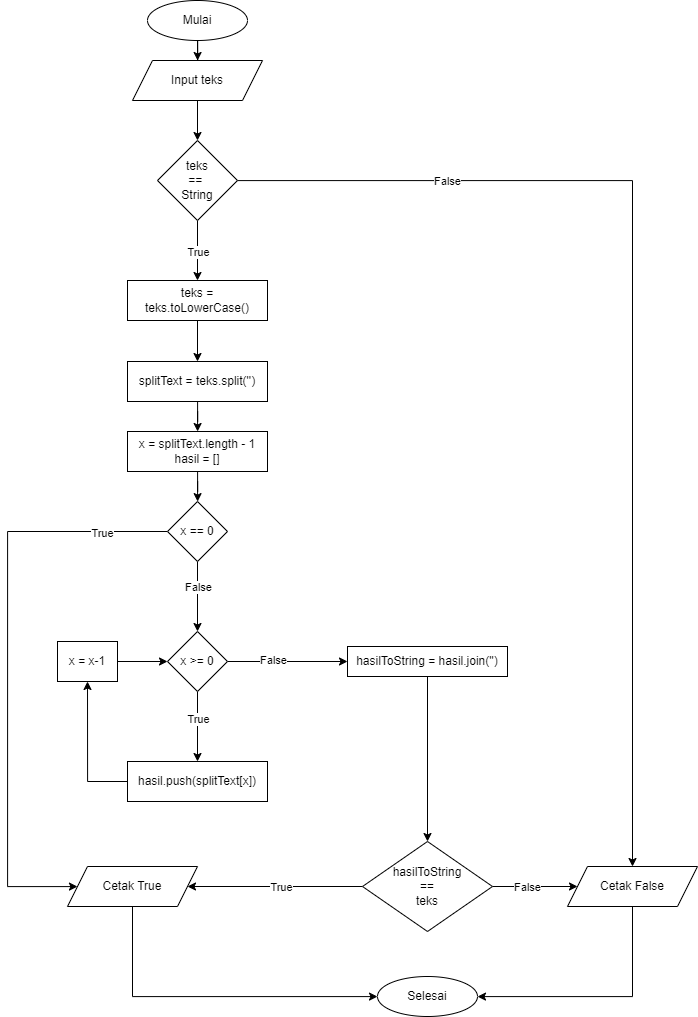 Mulai
Input teks
teks
==
String
False
True
teks =
teks.toLowerCase()
splitText = teks.split('')
x = splitText.length - 1
hasil = []
True
x == 0
False
x = x-1
x >= 0
False
hasilToString = hasil.join('')
True
hasil.push(splitText[x])
Cetak True
True
hasilToString
==
teks
False
Cetak False
Selesai